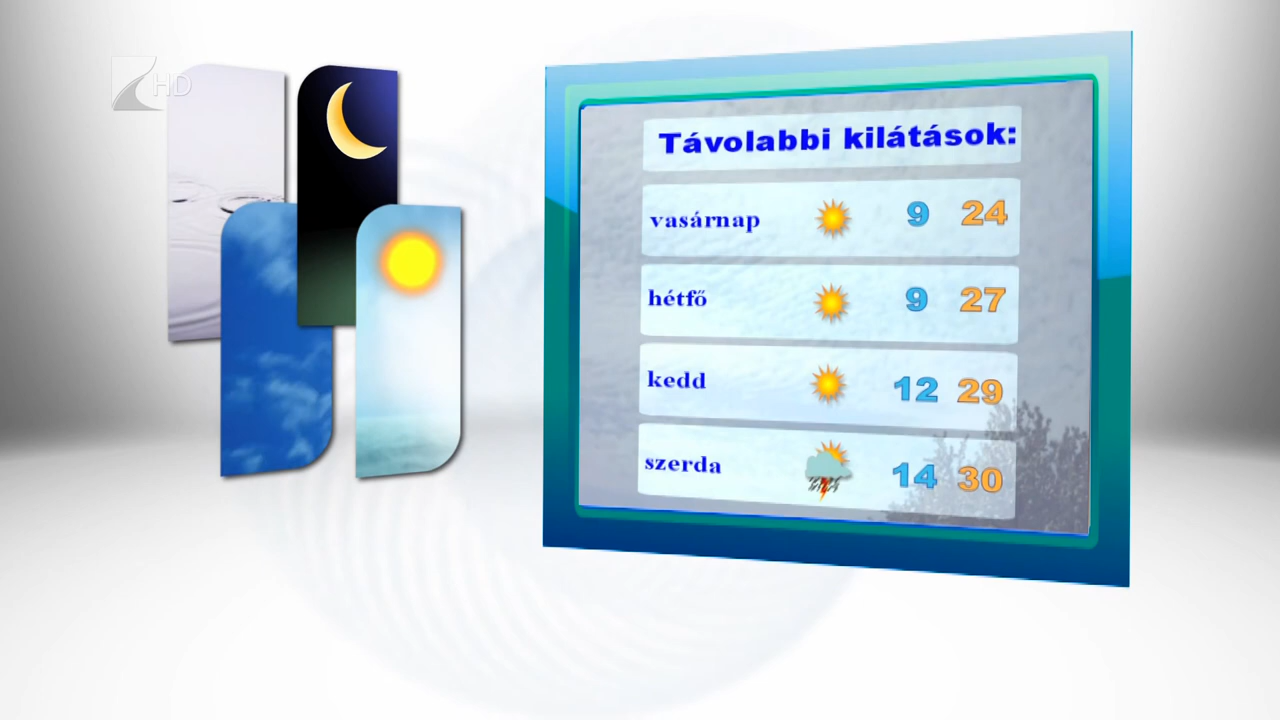 HD
Távolabbi kilátások:
vasárnap 9 24
hétfő 9 27
kedd 12 29
szerda 14 30